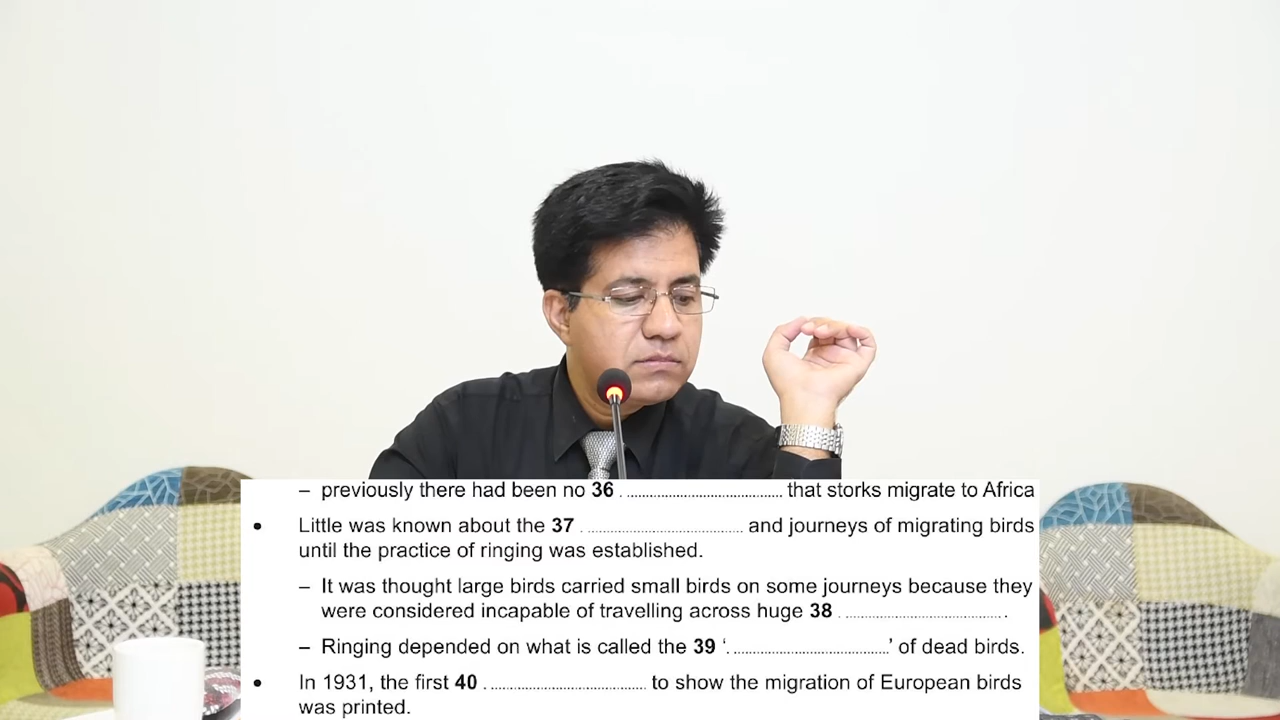 – previously there had been no 36 ........................................ that storks migrate to Africa
• Little was known about the 37 ........................................ and journeys of migrating birds
until the practice of ringing was established.
– It was thought large birds carried small birds on some journeys because they
were considered incapable of travelling across huge 38 ........................................ .
– Ringing depended on what is called the 39 ‘........................................’ of dead birds.
• In 1931, the first 40 ........................................ to show the migration of European birds
was printed.